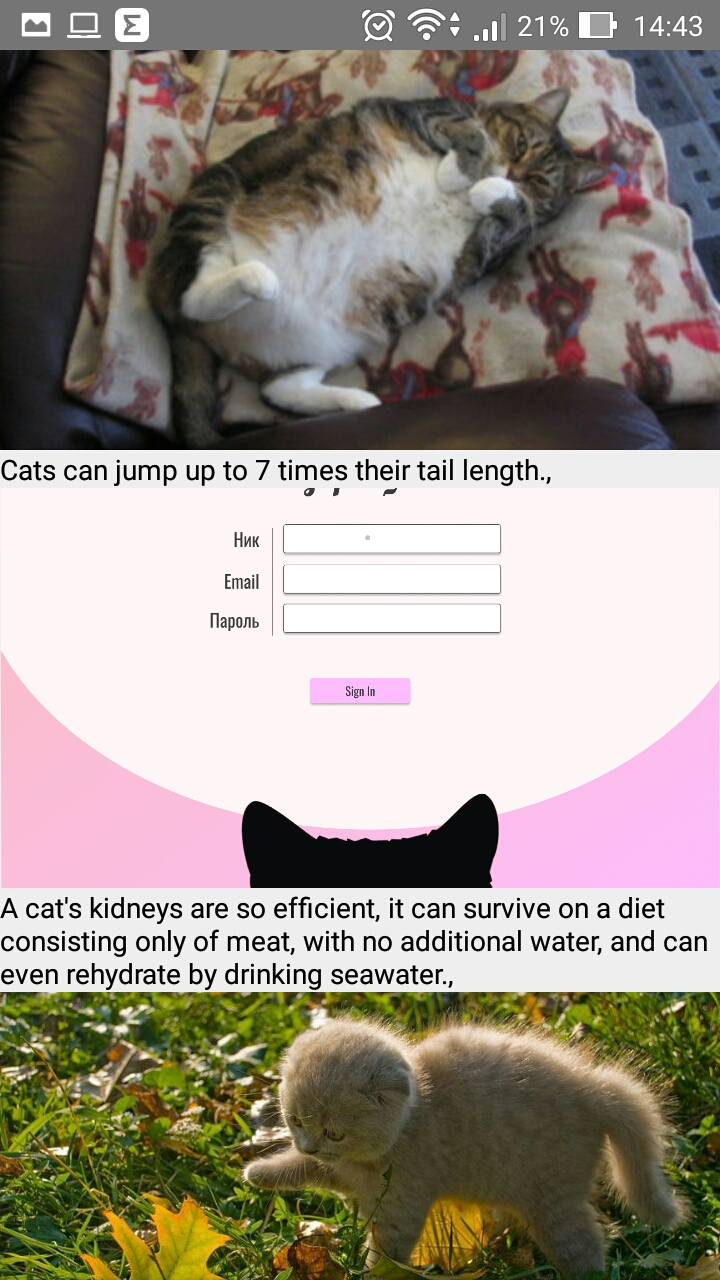 21% 14:43
Cats can jump up to 7 times their tail length.,
Ник
Email
Пароль
Sign In
A cat's kidneys are so efficient, it can survive on a diet
consisting only of meat, with no additional water, and can
even rehydrate by drinking seawater.,